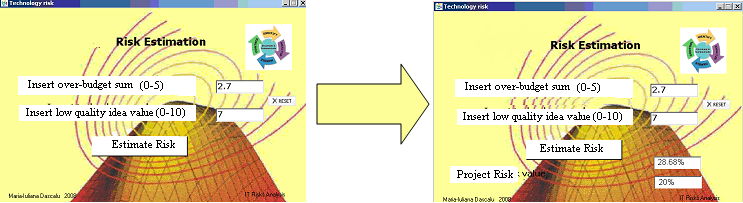 Technology risk
Risk Estimation
Insert over-budget sum (0-5)
2.7
RESET
Insert low quality idea value (0-10)
7
Estimate Risk
Maria-Iuliana Dascalu 2008
IT Risks Analysis
Technology risk
Risk Estimation
Insert over-budget sum (0-5)
2.7
RESET
Insert low quality idea value (0-10)
7
Estimate Risk
28.68%
Project Risk : value
20%
Maria-Iuliana Dascalu 2008
IT Risks Analysis